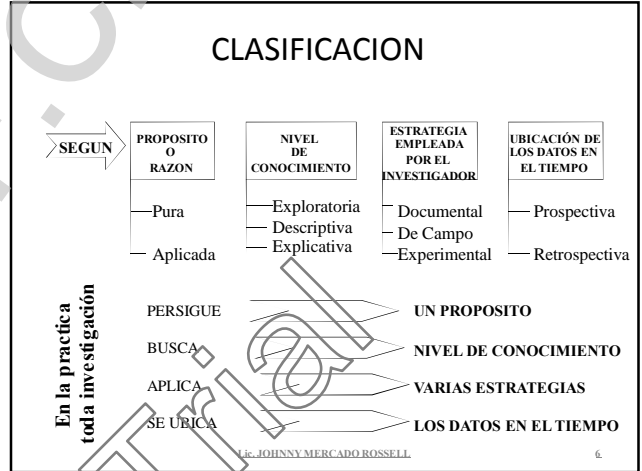 CLASIFICACION
SEGUN
PROPOSITO
O
RAZON
NIVEL
DE
CONOCIMIENTO
ESTRATEGIA
EMPLEADA
POR EL
INVESTIGADOR
UBICACIÓN DE
LOS DATOS EN
EL TIEMPO
Pura
Aplicada
Exploratoria
Descriptiva
Explicativa
Documental
De Campo
Experimental
Prospectiva
Retrospectiva
En la practica
toda investigación
PERSIGUE UN PROPOSITO
BUSCA NIVEL DE CONOCIMIENTO
APLICA VARIAS ESTRATEGIAS
SE UBICA LOS DATOS EN EL TIEMPO
Trial
Lic. JOHNNY MERCADO ROSSELL 6